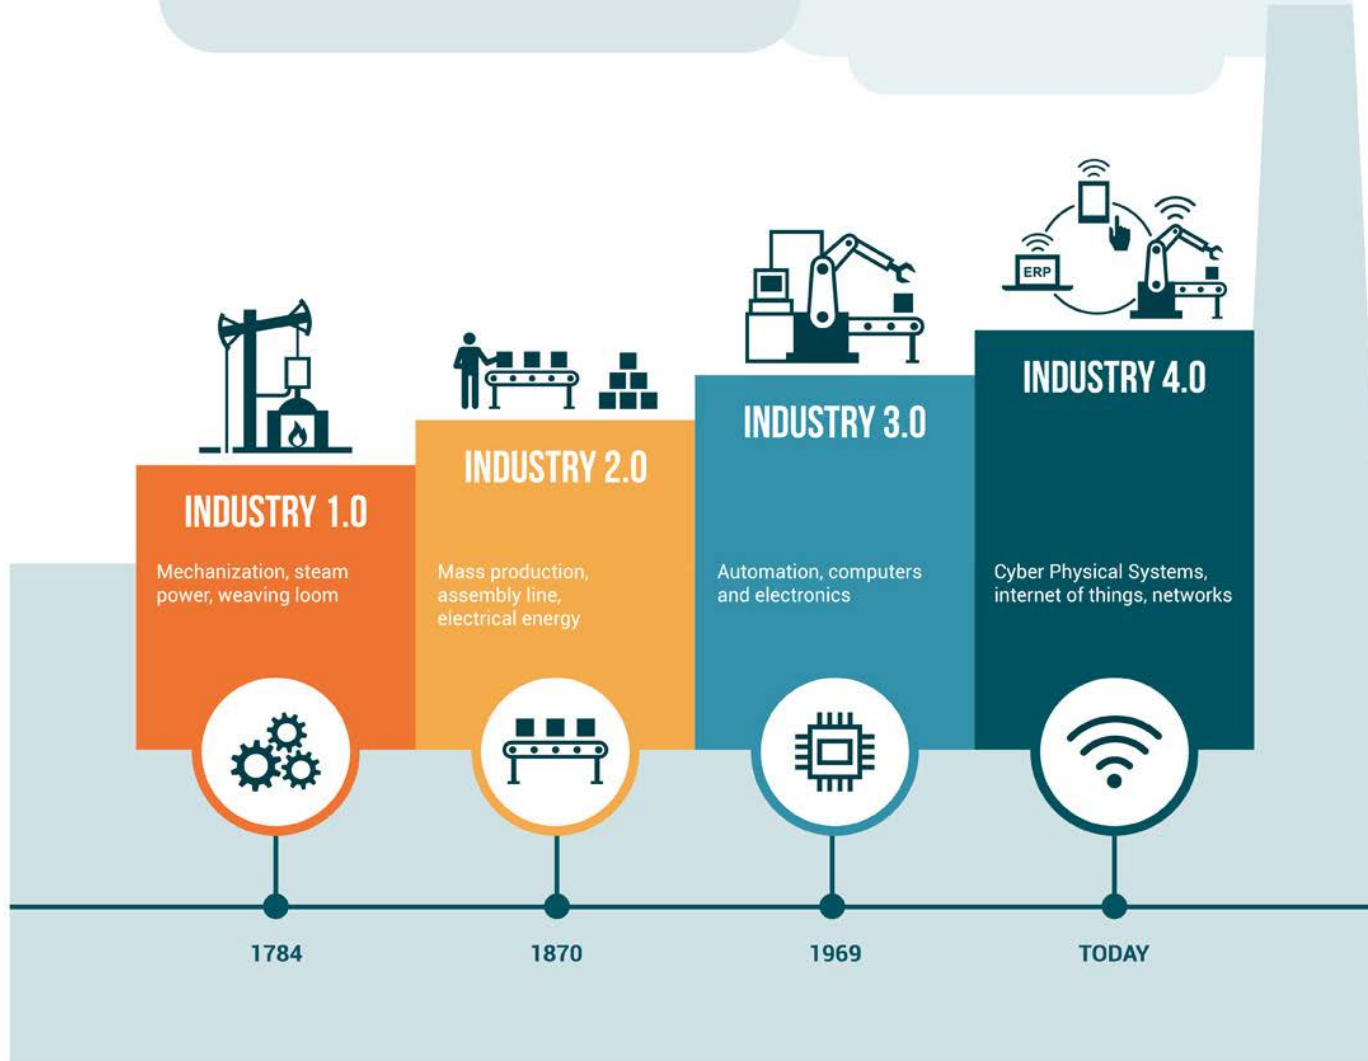 ERP
INDUSTRY 1.0
Mechanization, steam
power, weaving loom
INDUSTRY 2.0
Mass production,
assembly line,
electrical energy
INDUSTRY 3.0
Automation, computers
and electronics
INDUSTRY 4.0
Cyber Physical Systems,
internet of things, networks
1784
1870
1969
TODAY